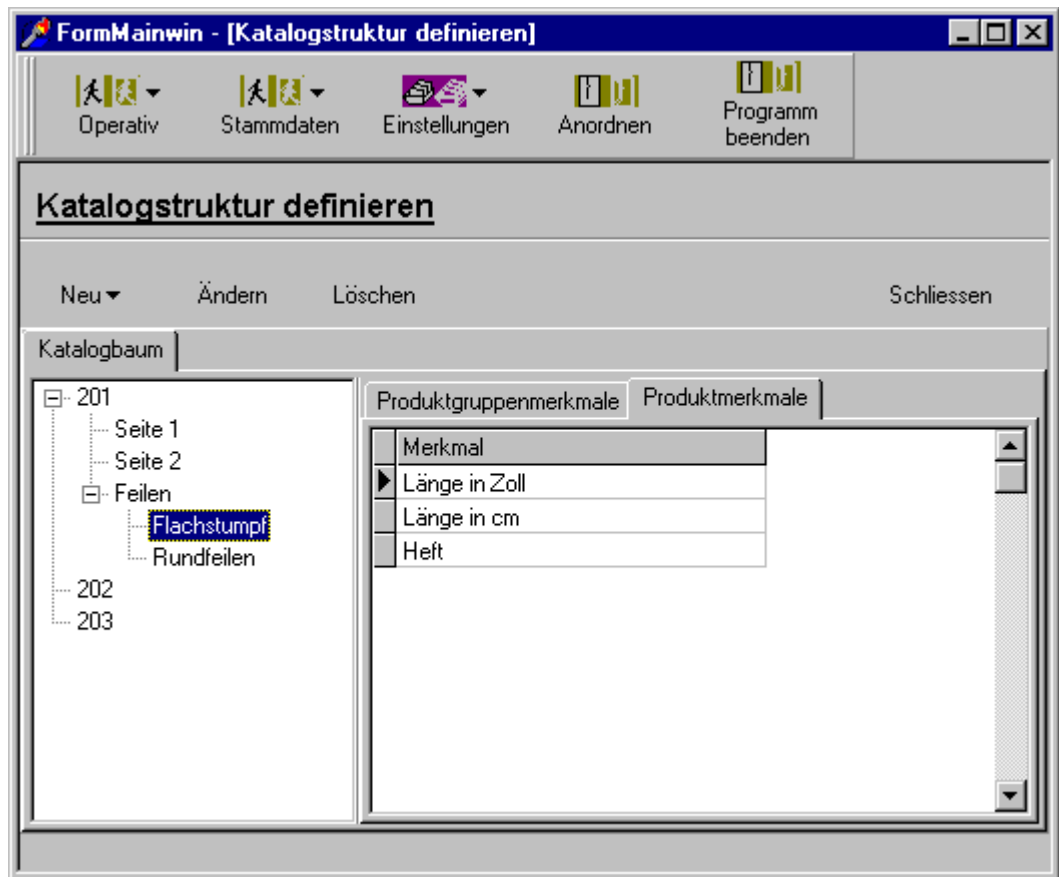 FormMainwin - [Katalogstruktur definieren]
Operativ
Stammdaten
Einstellungen
Anordnen
Programm
beenden
Katalogstruktur definieren
Neu
Ändern
Löschen
Schliessen
Katalogbaum
201
Seite 1
Seite 2
Feilen
Flachstumpf
Rundfeilen
202
203
Produktgruppenmerkmale
Produktmerkmale
Merkmal
Länge in Zoll
Länge in cm
Heft